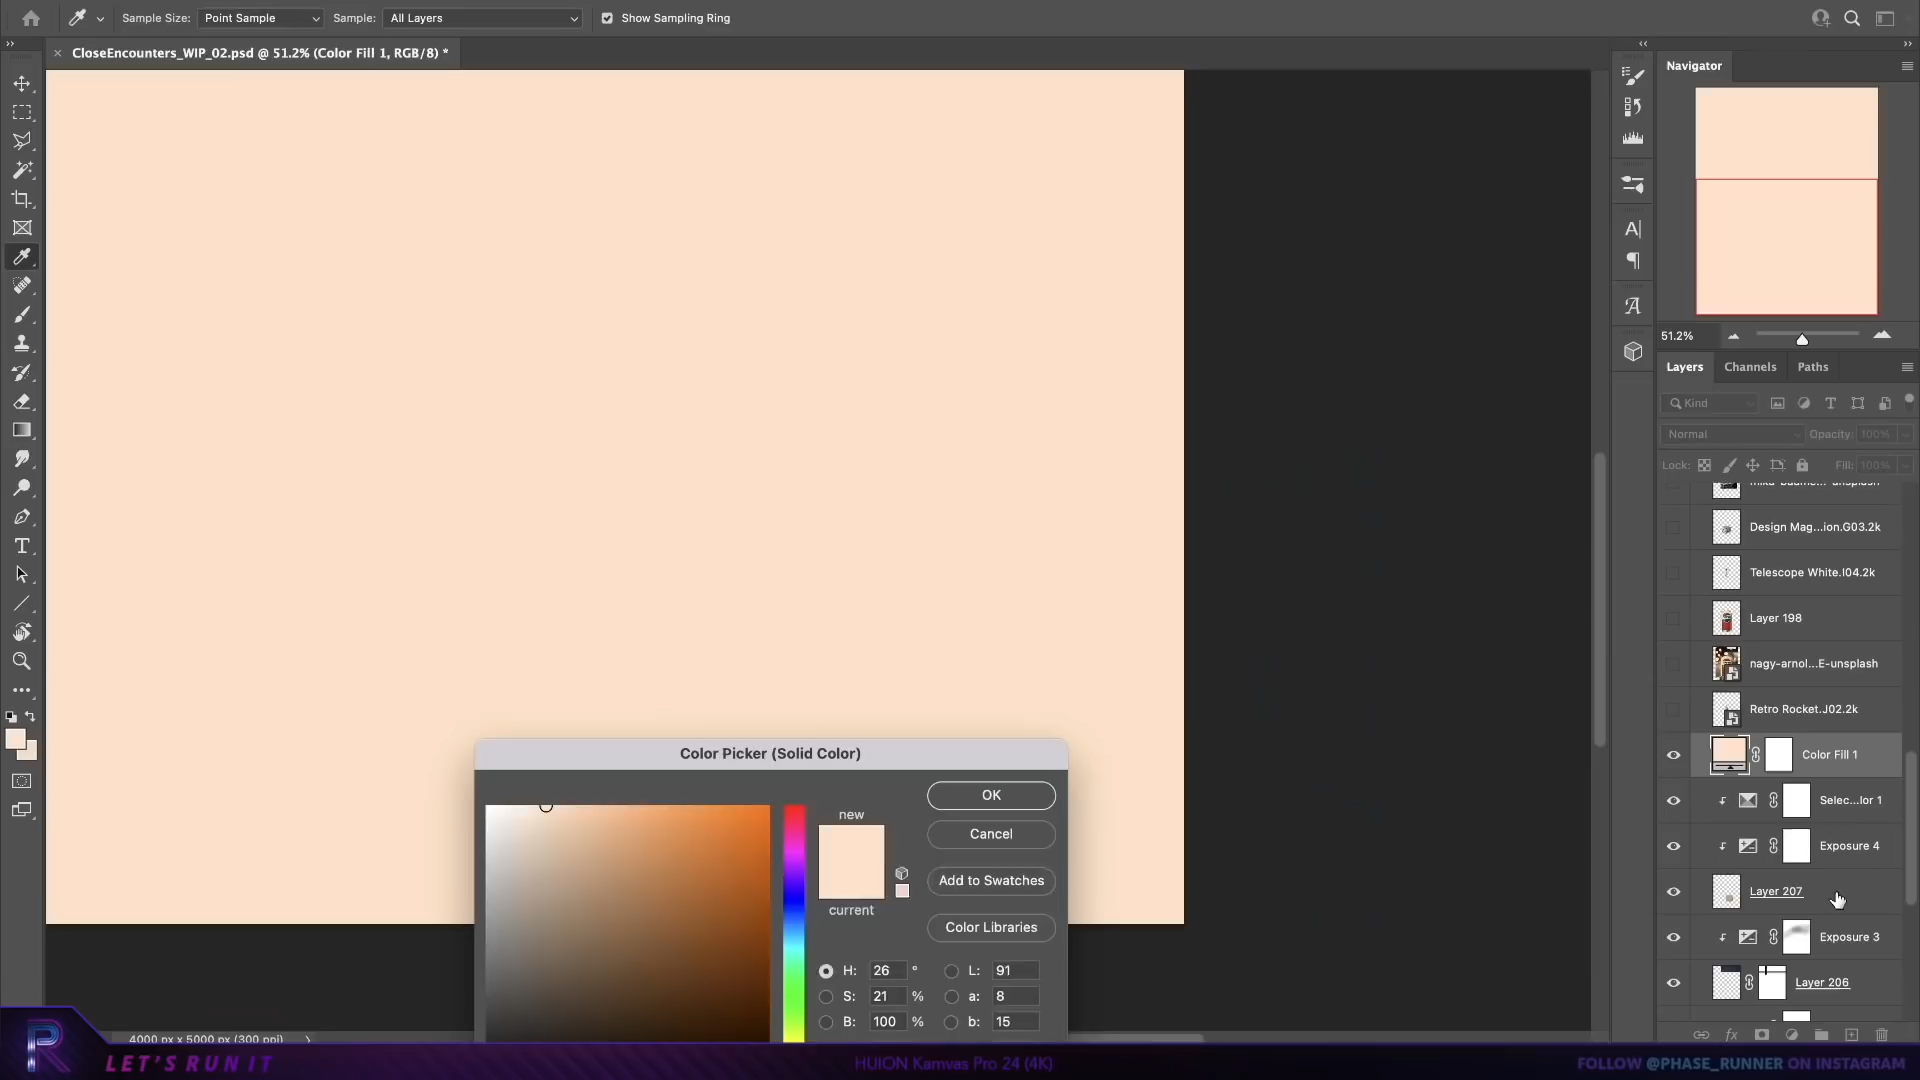 Sample Size: Point Sample Sample: All Layers Show Sampling Ring
× CloseEncounters_WIP_02.psd @ 51.2% (Color Fill 1, RGB/8) *
Navigator
51.2%
Layers Channels Paths
Kind
Normal Opacity: 100%
Lock: Fill: 100%
Design Mag...ion.G03.2k
Telescope White.I04.2k
Layer 198
nagy-arnol...E-unsplash
Retro Rocket.J02.2k
Color Fill 1
Selec...lor 1
Exposure 4
Layer 207
Exposure 3
Layer 206
Color Picker (Solid Color)
new
current
OK
Cancel
Add to Swatches
Color Libraries
H: 26 ° L: 91
S: 21 % a: 8
B: 100 % b: 15
4000 px x 5000 px (300 ppi)
LET'S RUN IT
HUION Kamvas Pro 24 (4K)
FOLLOW @PHASE_RUNNER ON INSTAGRAM